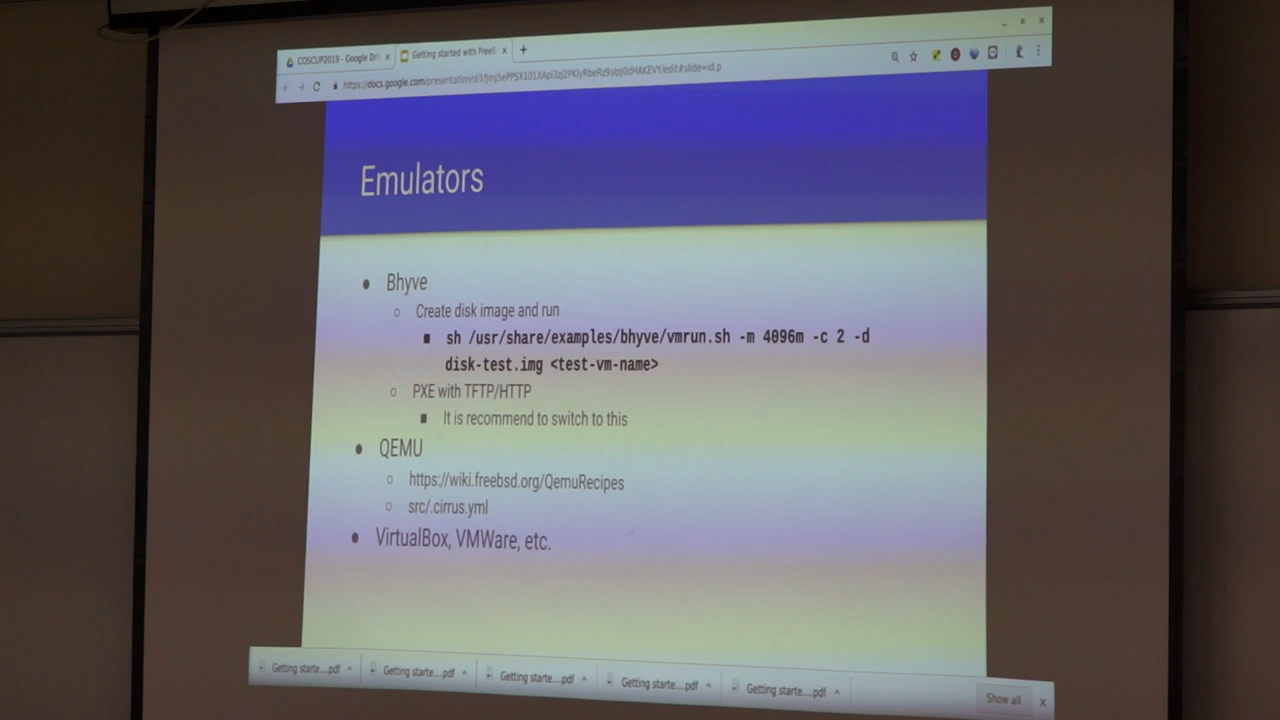 COSCUP2019 - Google Dri x
Getting started with FreeB x +
Emulators
Bhyve
Create disk image and run
sh /usr/share/examples/bhyve/vmrun.sh -m 4096m -c 2 -d
disk-test.img <test-vm-name>
PXE with TFTP/HTTP
It is recommend to switch to this
QEMU
https://wiki.freebsd.org/QemuRecipes
src/.cirrus.yml
VirtualBox, VMWare, etc.
Getting starte....pdf
Getting starte....pdf
Getting starte....pdf
Getting starte....pdf
Getting starte....pdf
Show all x